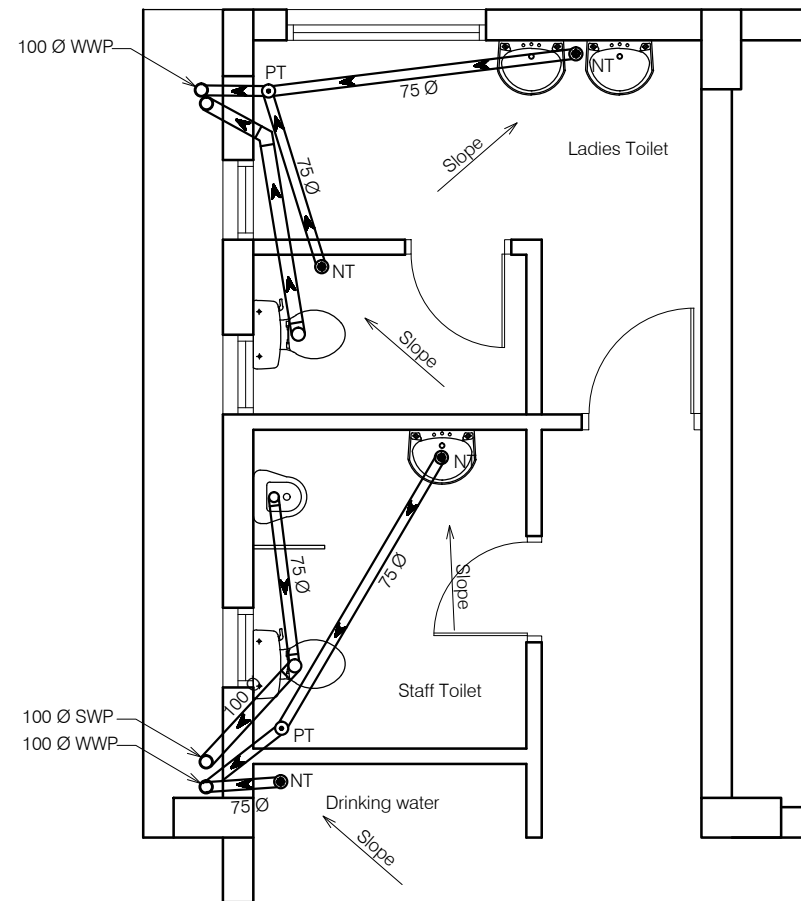 100 Ø WWP
PT
75 Ø
NT
Ladies Toilet
Slope
75 Ø
NT
Slope
NT
75 Ø
75 Ø
Slope
Staff Toilet
100 Ø
100 Ø SWP
PT
100 Ø WWP
NT
75 Ø
Drinking water
Slope